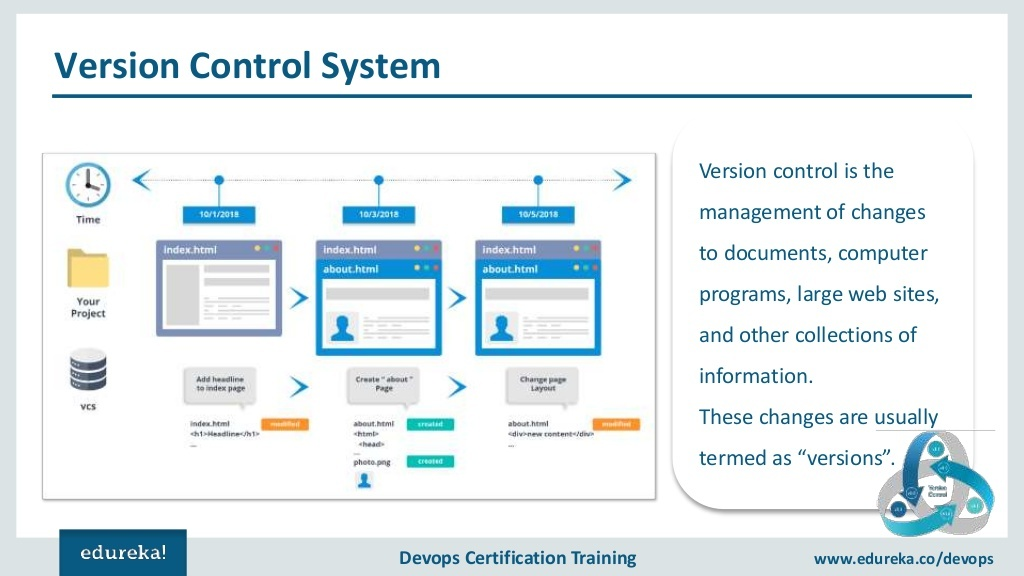 Version Control System
Time
10/1/2018
10/3/2018
10/5/2018
index.html
index.html
about.html
index.html
about.html
Your
Project
vcs
Add headline
to index page
Create " about "
Page
Change page
Layout
index.html
modified
<h1>Headline</h1>
...
about.html
created
<html>
<head>
...
photo.png
created
about.html
modified
<div>new content</div>
...
Version control is the
management of changes
to documents, computer
programs, large web sites,
and other collections of
information.
These changes are usually
termed as “versions”.
Version
Control
edureka!
Devops Certification Training
www.edureka.co/devops